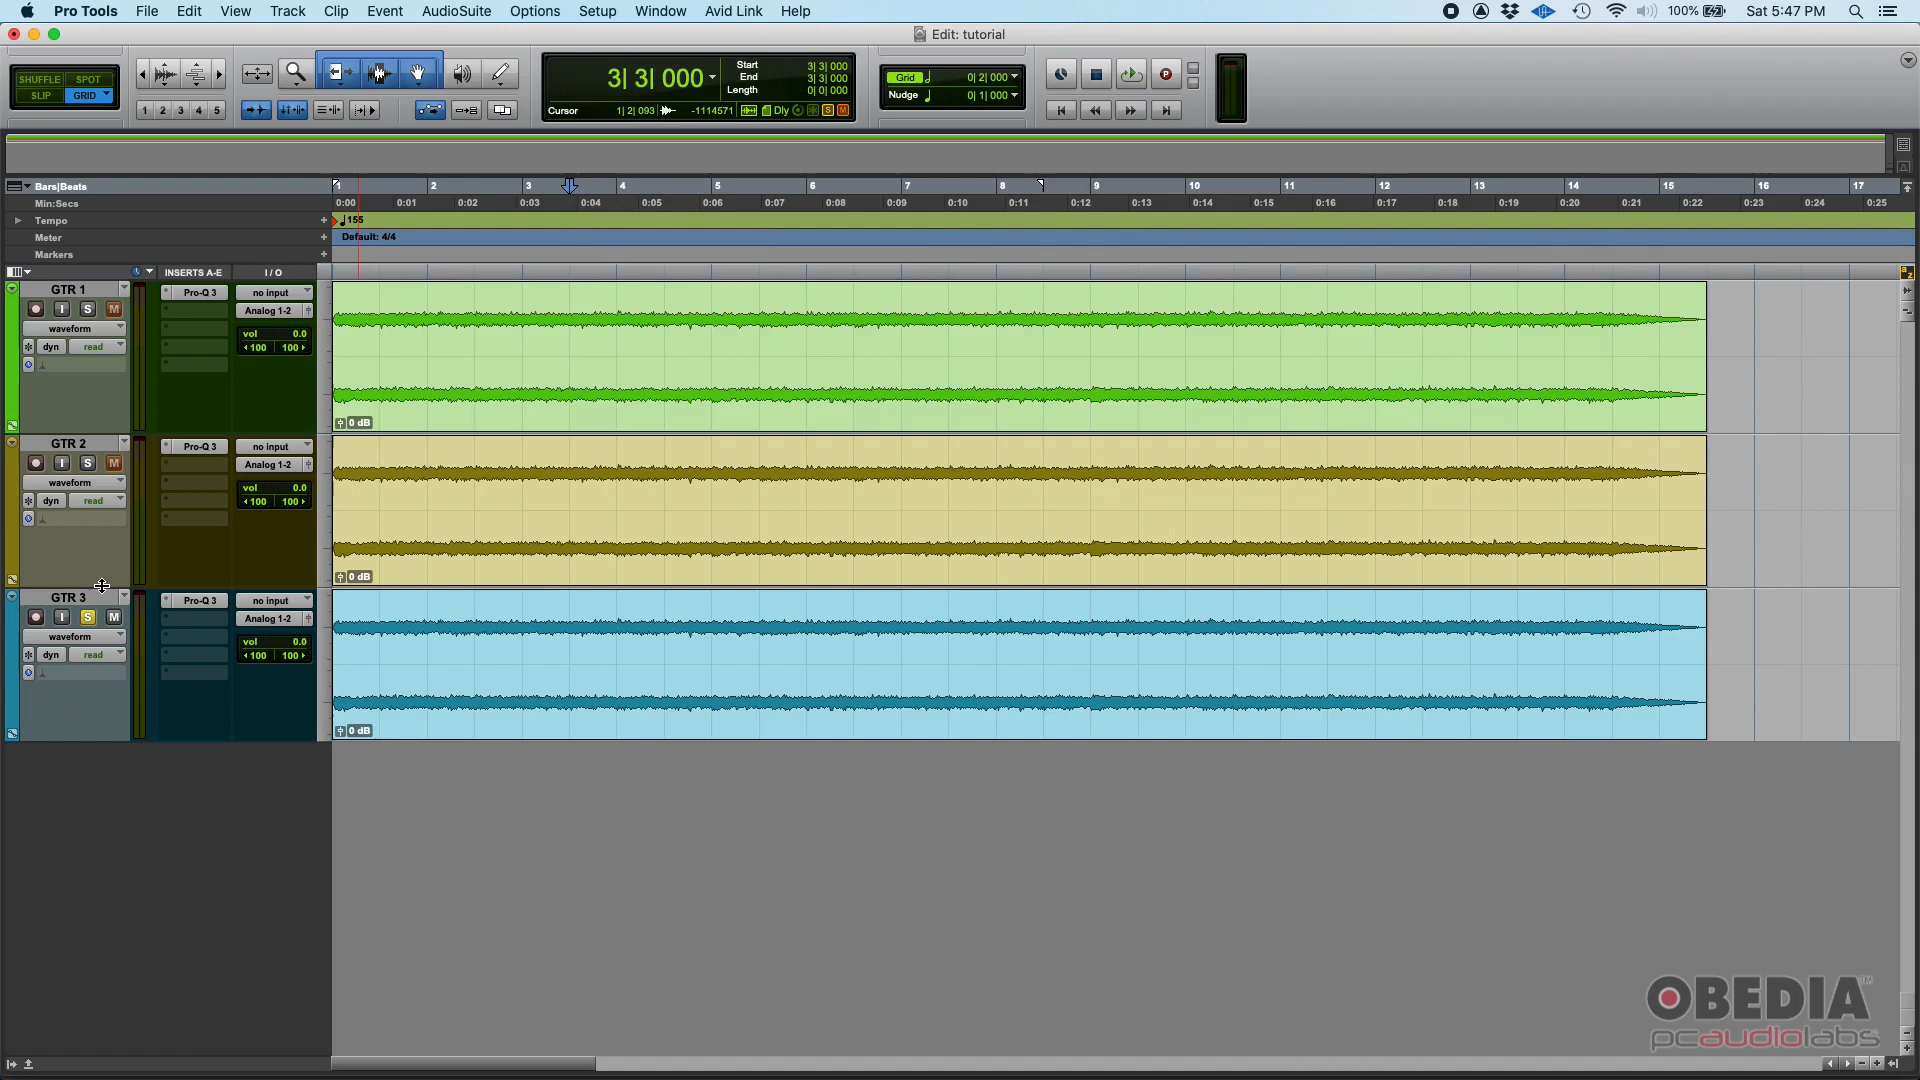 Pro Tools File Edit View Track Clip Event AudioSuite Options Setup Window Avid Link Help 100% Sat 5:47 PM
Edit: tutorial
SHUFFLE SPOT
SLIP GRID
1 2 3 4 5
3| 3| 000
Start 3| 3| 000
End 3| 3| 000
Length 0| 0| 000
Cursor 1| 2| 093 -1114571 Dly S M
Grid 0| 2| 000
Nudge 0| 1| 000
P
Bars|Beats 1 2 3 4 5 6 7 8 9 10 11 12 13 14 15 16 17
Min:Secs 0:00 0:01 0:02 0:03 0:04 0:05 0:06 0:07 0:08 0:09 0:10 0:11 0:12 0:13 0:14 0:15 0:16 0:17 0:18 0:19 0:20 0:21 0:22 0:23 0:24 0:25
Tempo + 155
Meter + Default: 4/4
Markers +
INSERTS A-E I / O
a z
GTR 1 Pro-Q 3 no input
I S M Analog 1-2
waveform vol 0.0
dyn read 100 100
0 dB
GTR 2 Pro-Q 3 no input
I S M Analog 1-2
waveform vol 0.0
dyn read 100 100
0 dB
GTR 3 Pro-Q 3 no input
I S M Analog 1-2
waveform vol 0.0
dyn read 100 100
0 dB
OBEDIA™
pcaudiolabs